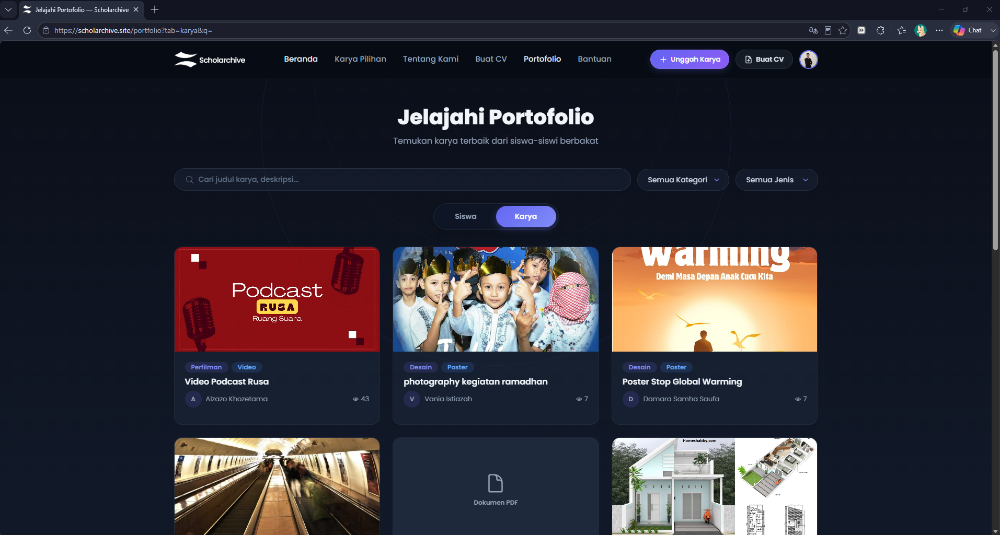 Jelajahi Portofolio — Scholarchive
https://scholarchive.site/portfolio?tab=karya&q=
Chat
Scholarchive
Beranda
Karya Pilihan
Tentang Kami
Buat CV
Portofolio
Bantuan
Unggah Karya
Buat CV
Jelajahi Portofolio
Temukan karya terbaik dari siswa-siswi berbakat
Cari judul karya, deskripsi...
Semua Kategori
Semua Jenis
Siswa
Karya
Podcast
RUSA
Ruang Suara
Warming
Demi Masa Depan Anak Cucu Kita
Perfilman
Video
Video Podcast Rusa
A
Alzazo Khozetama
43
Desain
Poster
photography kegiatan ramadhan
V
Vania Istiazah
7
Desain
Poster
Poster Stop Global Warming
D
Damara Samha Saufa
7
Dokumen PDF
Homeshabby.com